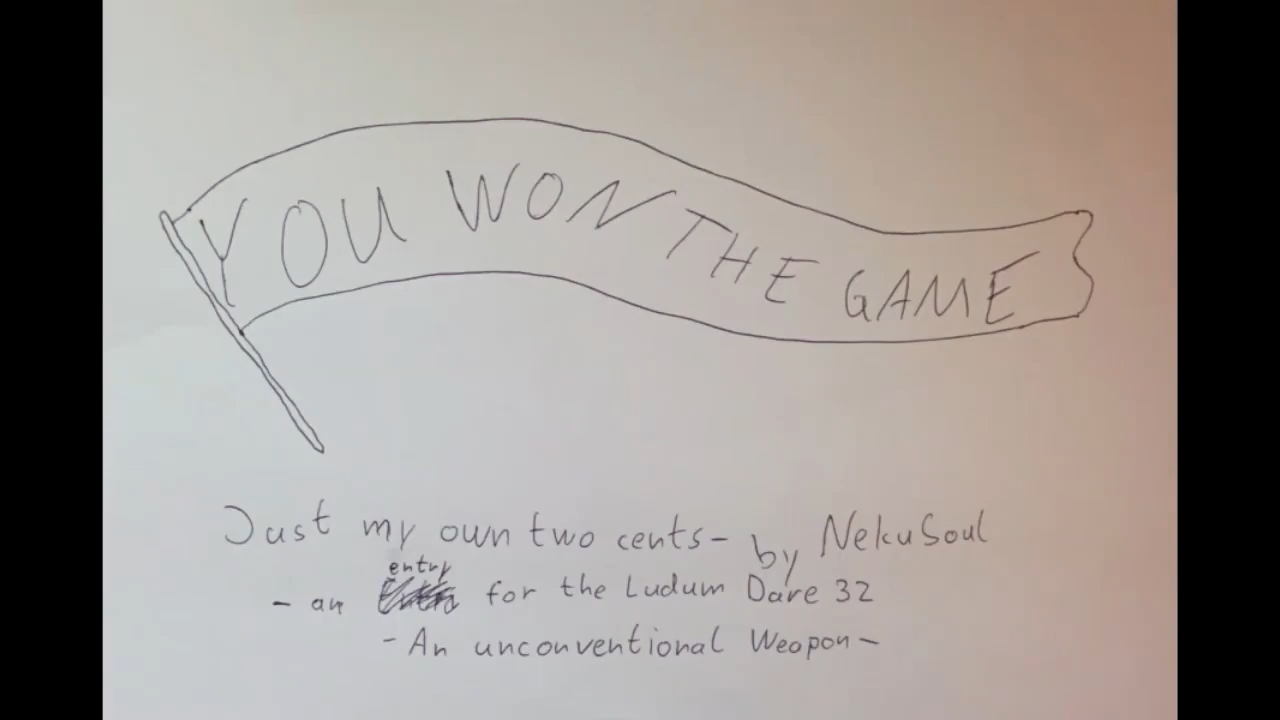 YOU WON THE GAME
Just my own two cents- by NekuSoul
entry
- an for the Ludum Dare 32
-An unconventional Weapon-